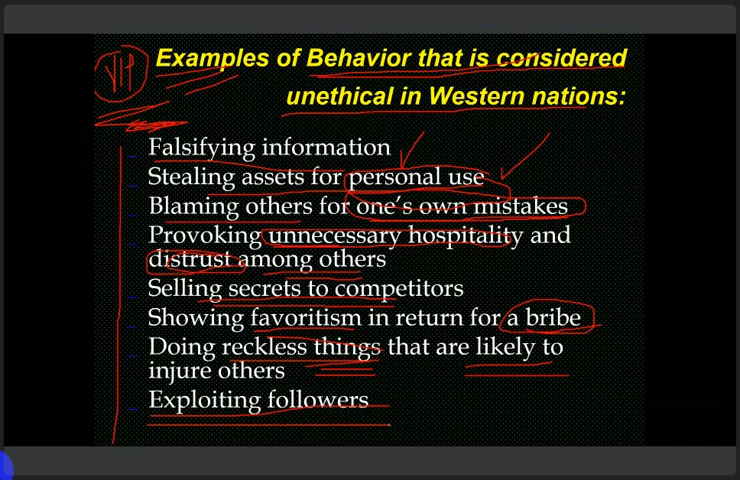 Examples of Behavior that is considered
unethical in Western nations:
VIP
Falsifying information
Stealing assets for personal use
Blaming others for one's own mistakes
Provoking unnecessary hospitality and
distrust among others
Selling secrets to competitors
Showing favoritism in return for a bribe
Doing reckless things that are likely to
injure others
Exploiting followers